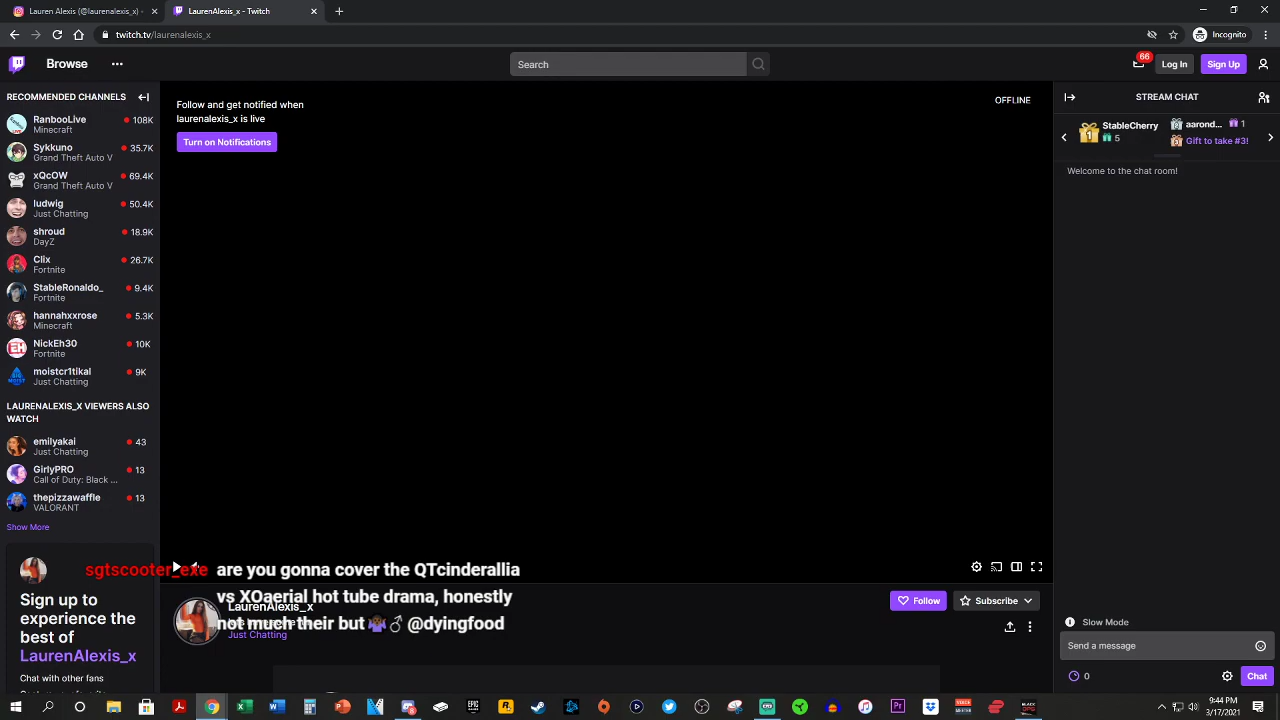 Lauren Alexis (@laurenalexis_x) ·
LaurenAlexis_x - Twitch
twitch.tv/laurenalexis_x
Incognito
Browse
Search
66
Log In
Sign Up
RECOMMENDED CHANNELS
RanbooLive 108K
Minecraft
Sykkuno 35.7K
Grand Theft Auto V
xQcOW 69.4K
Grand Theft Auto V
ludwig 50.4K
Just Chatting
shroud 18.9K
DayZ
Clix 26.7K
Fortnite
StableRonaldo_ 9.4K
Fortnite
hannahxxrose 5.3K
Minecraft
NickEh30 10K
Fortnite
moistcr1tikal 9K
Just Chatting
LAURENALEXIS_X VIEWERS ALSO
WATCH
emilyakai 43
Just Chatting
GirlyPRO 13
Call of Duty: Black ...
thepizzawaffle 13
VALORANT
Show More
Sign up to
experience the
best of
LaurenAlexis_x
Chat with other fans
Follow and get notified when
laurenalexis_x is live
Turn on Notifications
OFFLINE
sgtscooter_exe are you gonna cover the QTcinderallia
vs XOaerial hot tube drama, honestly
not under their but @dyingfood
LaurenAlexis_x
Just Chatting
Follow
Subscribe
STREAM CHAT
StableCherry
5
aarond... 1
Gift to take #3!
Welcome to the chat room!
Slow Mode
Send a message
0
Chat
9:44 PM
3/17/2021